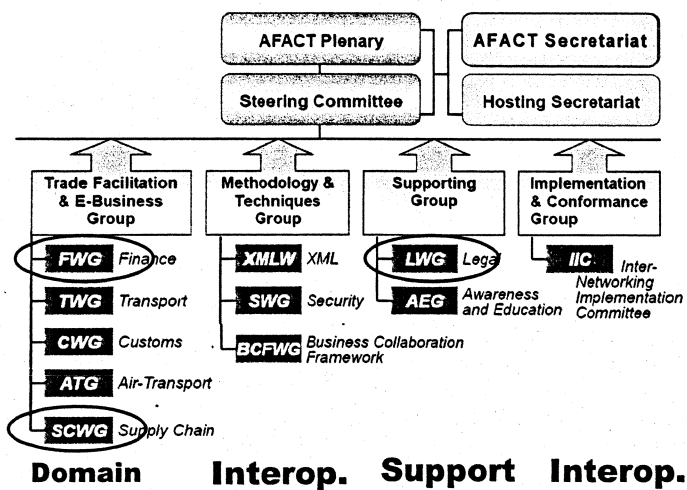 AFACT Plenary
AFACT Secretariat
Steering Committee
Hosting Secretariat
Trade Facilitation
& E-Business
Group
FWG Finance
TWG Transport
CWG Customs
ATG Air-Transport
SCWG Supply Chain
Domain
Methodology &
Techniques
Group
XMLW XML
SWG Security
BCFWG Business Collaboration
Framework
Interop.
Supporting
Group
LWG Legal
AEG Awareness
and Education
Support
Implementation
& Conformance
Group
IIC Inter-
Networking
Implementation
Committee
Interop.